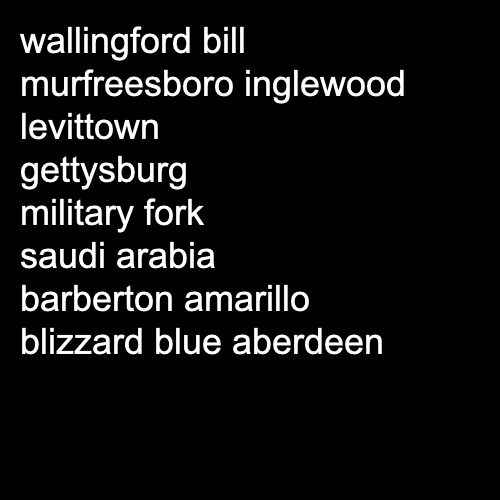 wallingford bill
murfreesboro inglewood
levittown
gettysburg
military fork
saudi arabia
barberton amarillo
blizzard blue aberdeen